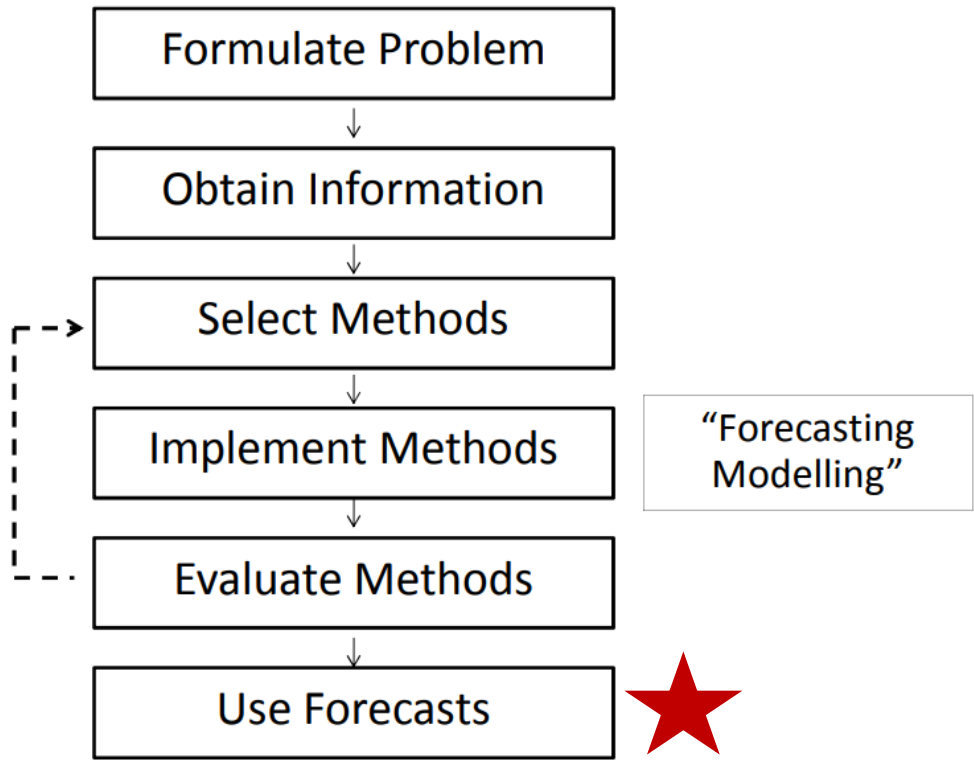 Formulate Problem
Obtain Information
Select Methods
Implement Methods
“Forecasting
Modelling”
Evaluate Methods
Use Forecasts